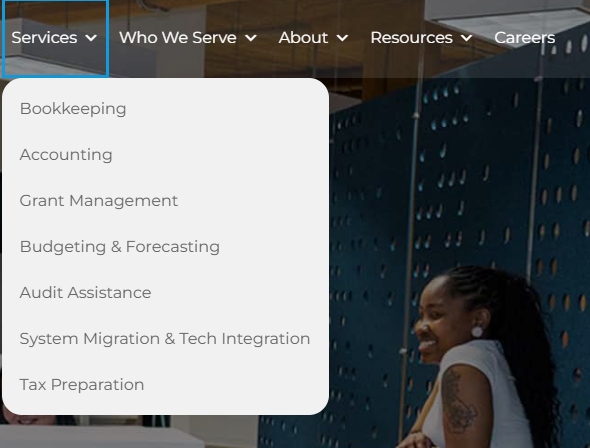 Services
Who We Serve
About
Resources
Careers
Bookkeeping
Accounting
Grant Management
Budgeting & Forecasting
Audit Assistance
System Migration & Tech Integration
Tax Preparation